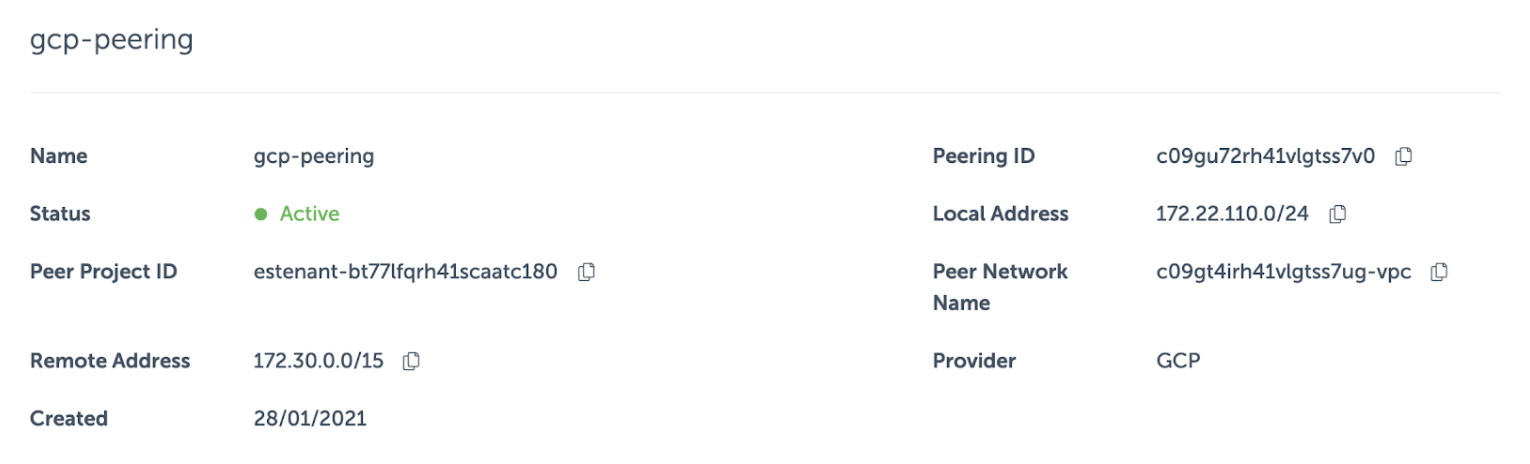 gcp-peering
Name gcp-peering
Peering ID c09gu72rh41vlgtss7v0
Status Active
Local Address 172.22.110.0/24
Peer Project ID estenant-bt77lfqrh41scaatc180
Peer Network Name c09gt4irh41vlgtss7ug-vpc
Remote Address 172.30.0.0/15
Provider GCP
Created 28/01/2021